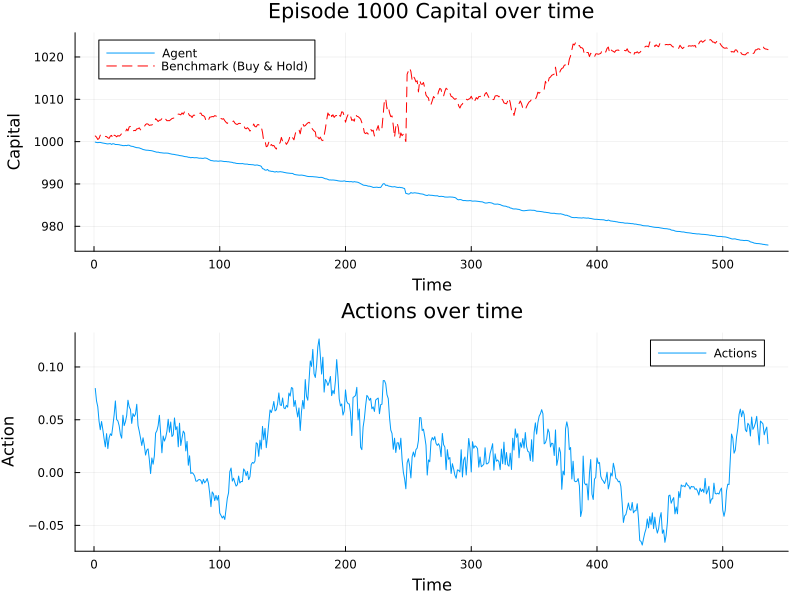 Episode 1000 Capital over time
Capital
1020
1010
1000
990
980
Agent
Benchmark (Buy & Hold)
0 100 200 300 400 500
Time
Actions over time
Action
0.10
0.05
0.00
−0.05
Actions
0 100 200 300 400 500
Time